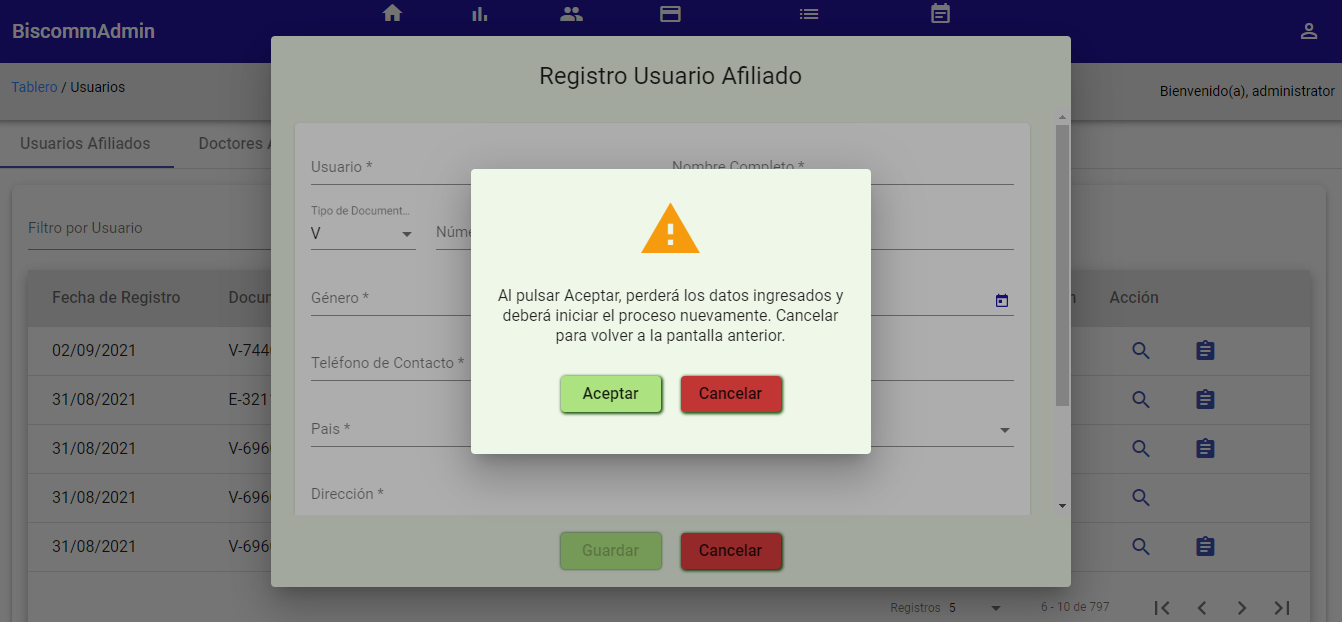 BiscommAdmin
Tablero / Usuarios
Bienvenido(a), administrator
Usuarios Afiliados
Doctores
Filtro por Usuario
Fecha de Registro
Acción
02/09/2021 V-744
31/08/2021 E-321
31/08/2021 V-696
31/08/2021 V-696
31/08/2021 V-696
Registros 5
6 - 10 de 797
Registro Usuario Afiliado
Usuario *
Nombre Completo *
Tipo de Document...
V
Género *
Teléfono de Contacto *
Pais *
Dirección *
Guardar
Cancelar
Al pulsar Aceptar, perderá los datos ingresados y
deberá iniciar el proceso nuevamente. Cancelar
para volver a la pantalla anterior.
Aceptar
Cancelar